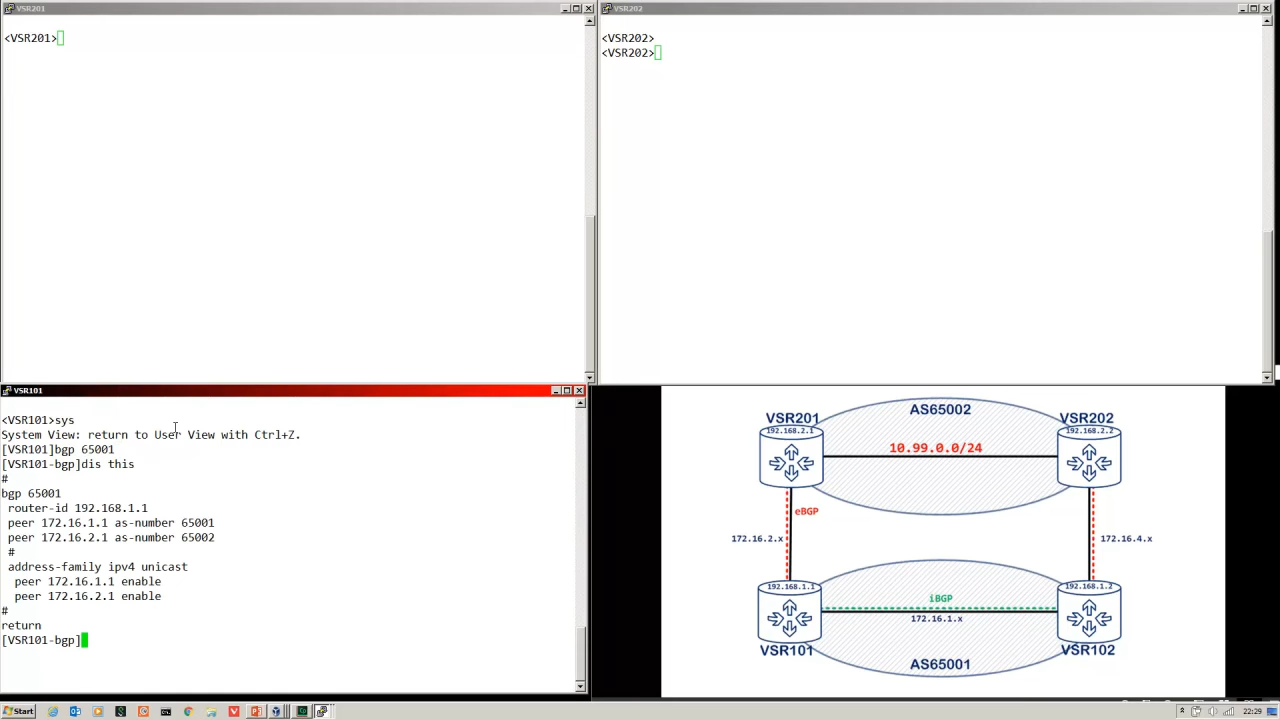 VSR201
<VSR201>
VSR202
<VSR202>
<VSR202>
VSR101
<VSR101>sys
System View: return to User View with Ctrl+Z.
[VSR101]bgp 65001
[VSR101-bgp]dis this
#
bgp 65001
router-id 192.168.1.1
peer 172.16.1.1 as-number 65001
peer 172.16.2.1 as-number 65002
#
address-family ipv4 unicast
peer 172.16.1.1 enable
peer 172.16.2.1 enable
#
return
[VSR101-bgp]
AS65002
VSR201
VSR202
192.168.2.1
192.168.2.2
10.99.0.0/24
eBGP
172.16.2.x
172.16.4.x
192.168.1.1
192.168.1.2
iBGP
172.16.1.x
VSR101
VSR102
AS65001
Start
22:29